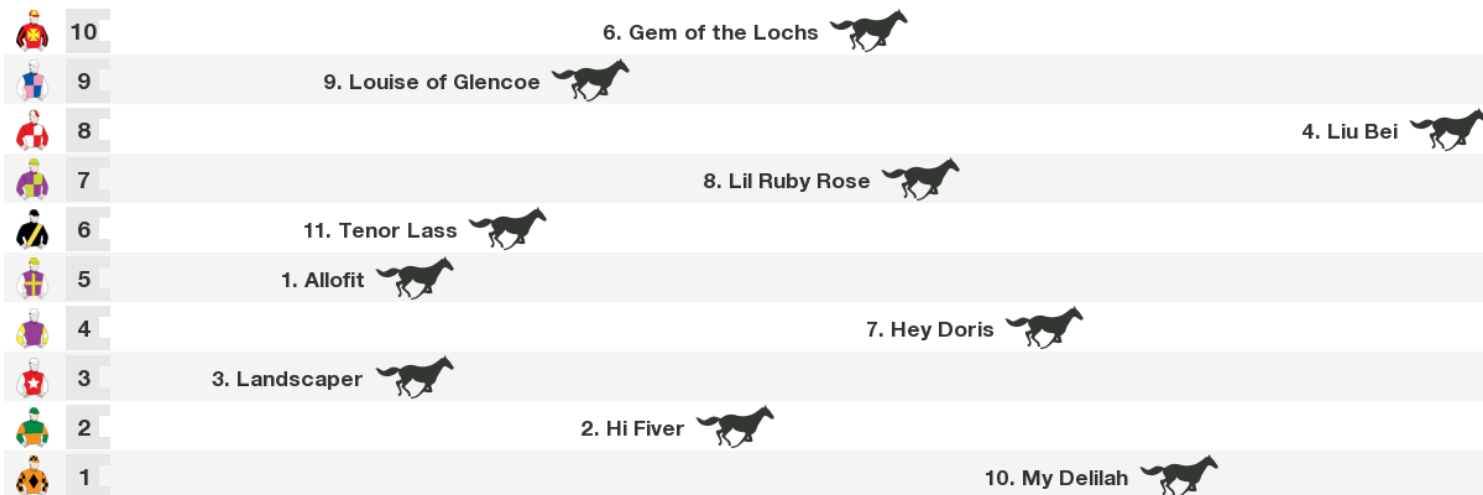 10 6. Gem of the Lochs
9 9. Louise of Glencoe
8 4. Liu Bei
7 8. Lil Ruby Rose
6 11. Tenor Lass
5 1. Allofit
4 7. Hey Doris
3 3. Landscaper
2 2. Hi Fiver
1 10. My Delilah